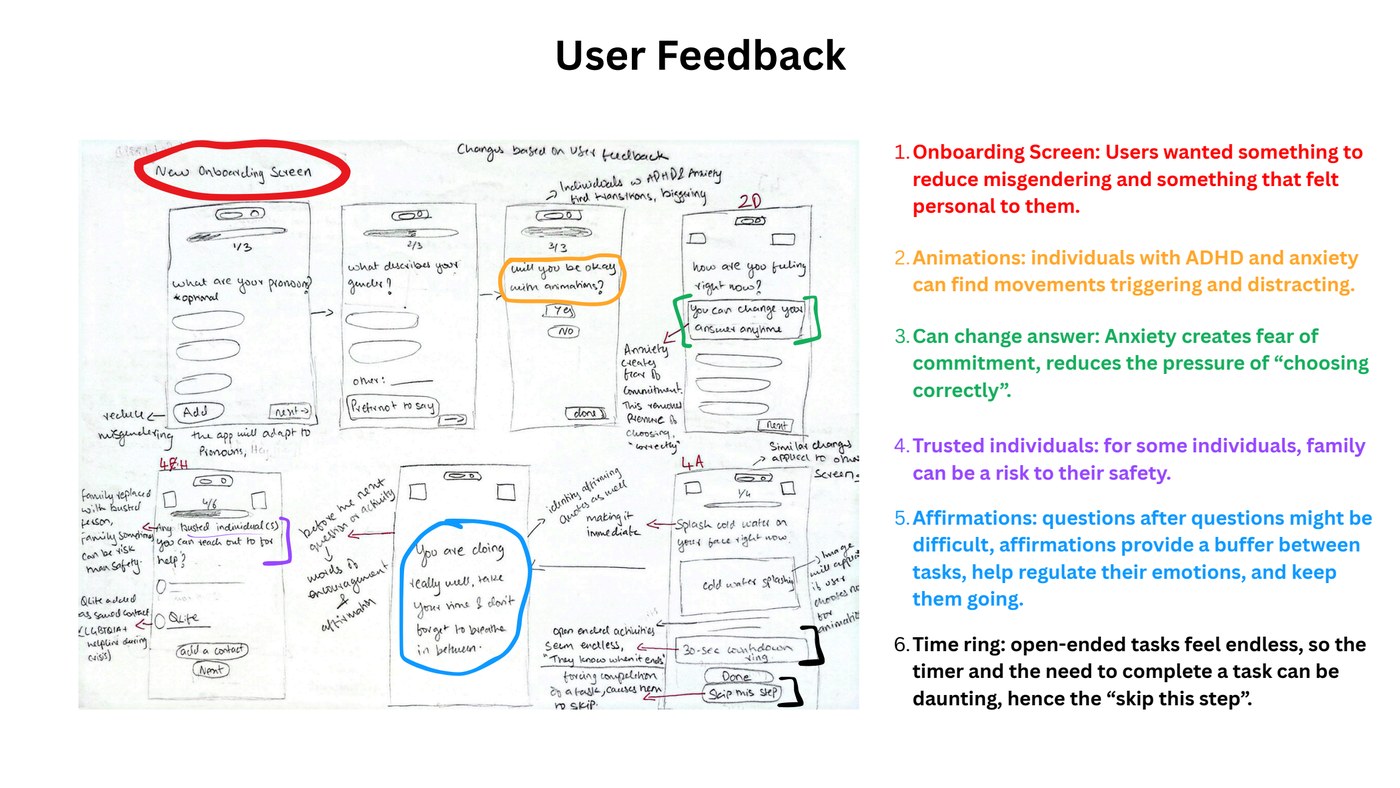 User Feedback
New Onboarding Screen
Changes based on user feedback
Individuals w ADHD & Anxiety
find transitions, triggering
1/3
what are your pronouns?
*optional
Add
next →
reduce
misgendering
the app will adapt to
Pronouns,
2/3
what describes your
gender?
other:
Prefer not to say
3/3
will you be okay
with animations?
Yes
NO
done
2D
how are you feeling
right now?
You can change your
answer anytime
next
Anxiety
creates
fear of
commitment.
This removes
Pressure of
choosing
"correctly"
4
H
4/6
Any trusted individual(s)
you can reach out to for
help?
QLife
add a contact
Next
Family replaced
with trusted
person,
Family sometimes
can be risk
safety.
QLife added
as saved contact
(LGBTQIA+
helpline during
crisis)
before the next
question or activity
words of
encouragement
&
affirmation
You are doing
really well, take
your time & don't
forget to breathe
in between.
identity affirming
quotes as well
making it
immediate
4A
Similar changes
applied to other
Screen
1/4
Splash cold water on
your face right now.
cold water splashing
Image
will
if user
chooses no
for
animation
30-sec countdown
ring
Done
Skip this step
open ended activities
seem endless,
"They know when it ends"
forcing completion
of a task, causes them
to skip.
1. Onboarding Screen: Users wanted something to
reduce misgendering and something that felt
personal to them.
2. Animations: individuals with ADHD and anxiety
can find movements triggering and distracting.
3. Can change answer: Anxiety creates fear of
commitment, reduces the pressure of “choosing
correctly”.
4. Trusted individuals: for some individuals, family
can be a risk to their safety.
5. Affirmations: questions after questions might be
difficult, affirmations provide a buffer between
tasks, help regulate their emotions, and keep
them going.
6. Time ring: open-ended tasks feel endless, so the
timer and the need to complete a task can be
daunting, hence the “skip this step”.